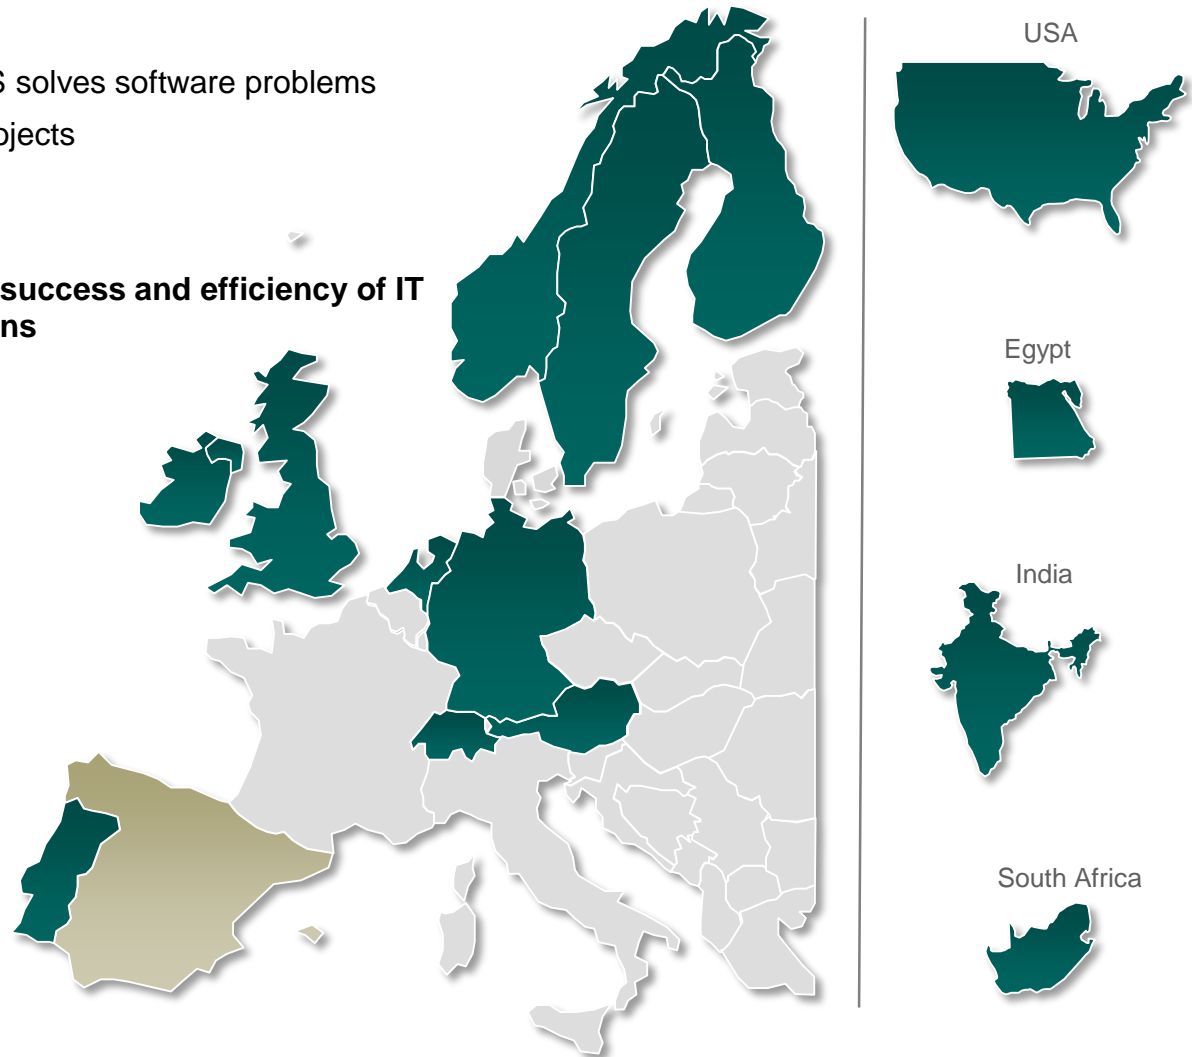 S solves software problems
ojects
success and efficiency of IT
ns
USA
Egypt
India
South Africa